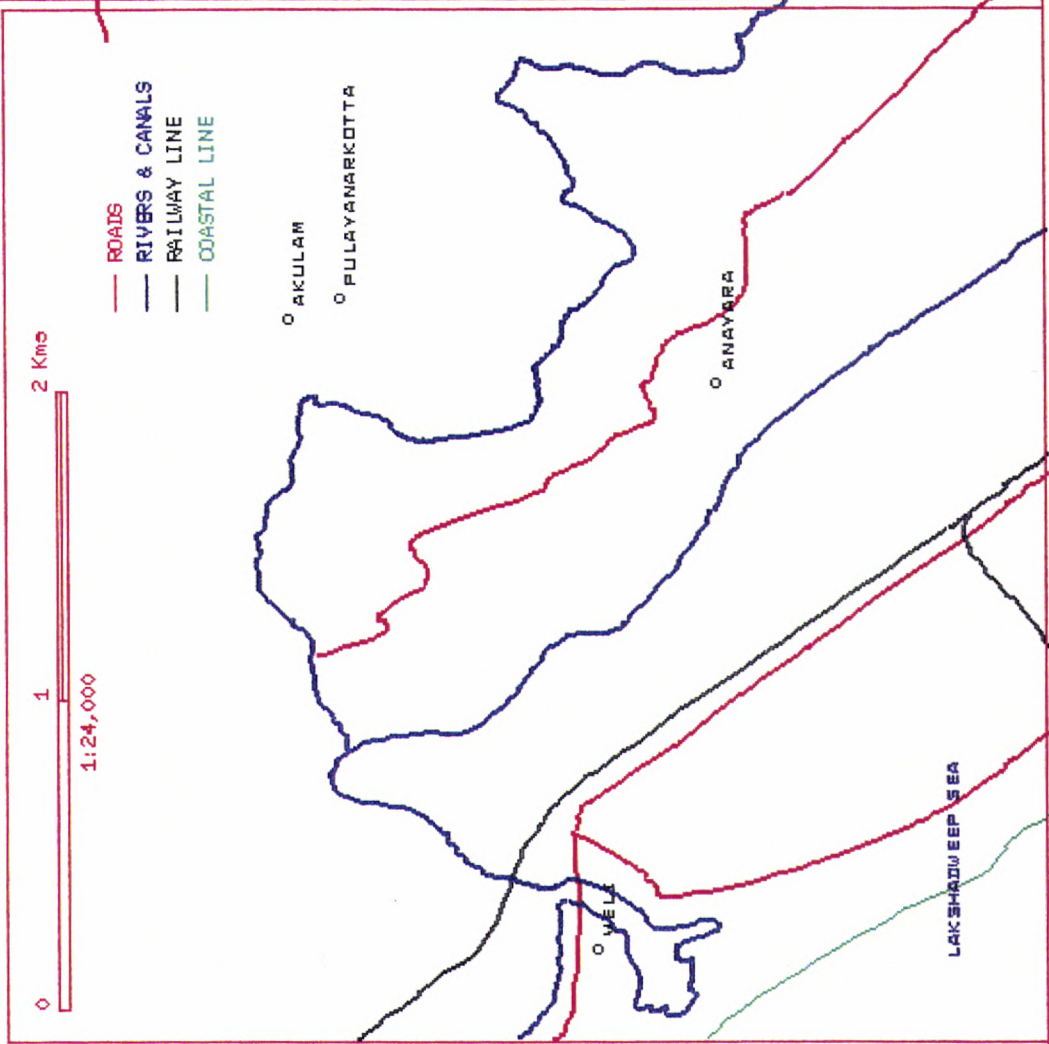 0
1
2 Kms
1:24,000
ROADS
RIVERS & CANALS
RAILWAY LINE
COASTAL LINE
AKULAM
PULAYANARKOTTA
ANAYARA
VELI
LAKSHADWEEP SEA